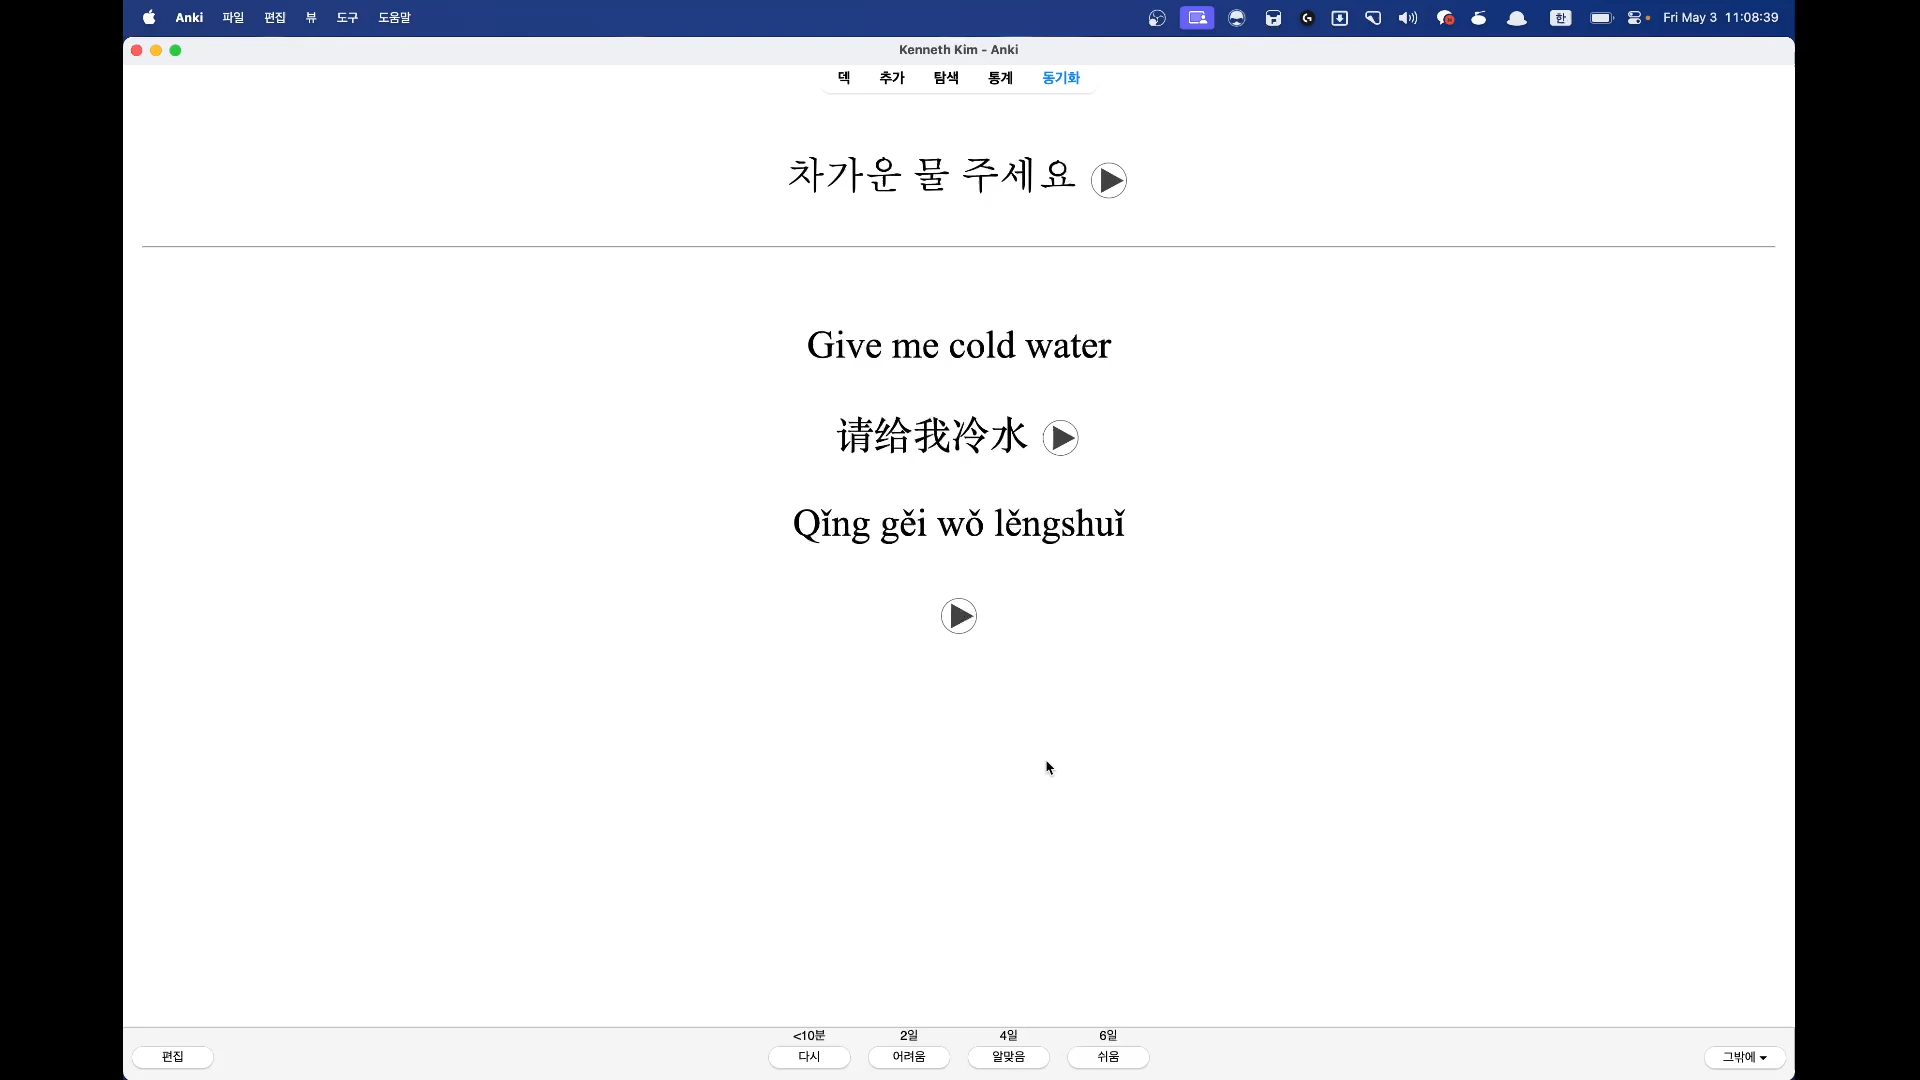 Anki 파일 편집 뷰 도구 도움말 한 Fri May 3 11:08:39
Kenneth Kim - Anki
덱 추가 탐색 통계 동기화
차가운 물 주세요
Give me cold water
请给我冷水
Qǐng gěi wǒ lěngshuǐ
<10분 2일 4일 6일
편집 다시 어려움 알맞음 쉬움 그밖에